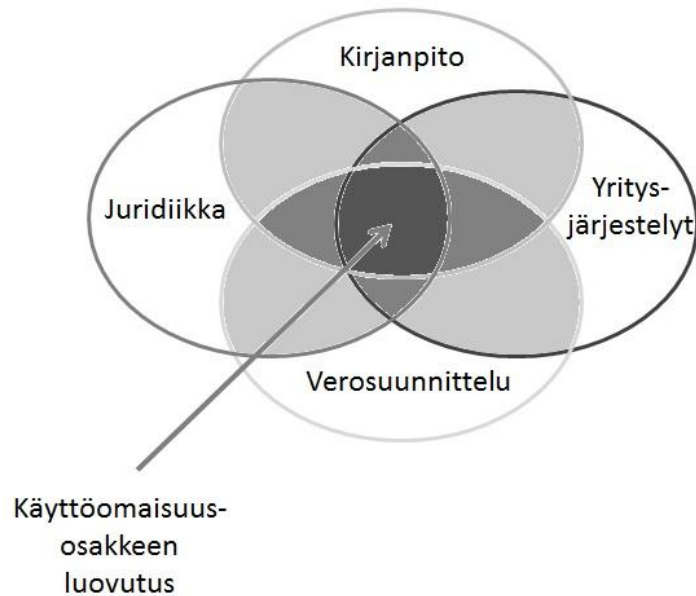 Kirjanpito
Juridiikka
Yritys-
järjestelyt
Verosuunnittelu
Käyttöomaisuus-
osakkeen
luovutus